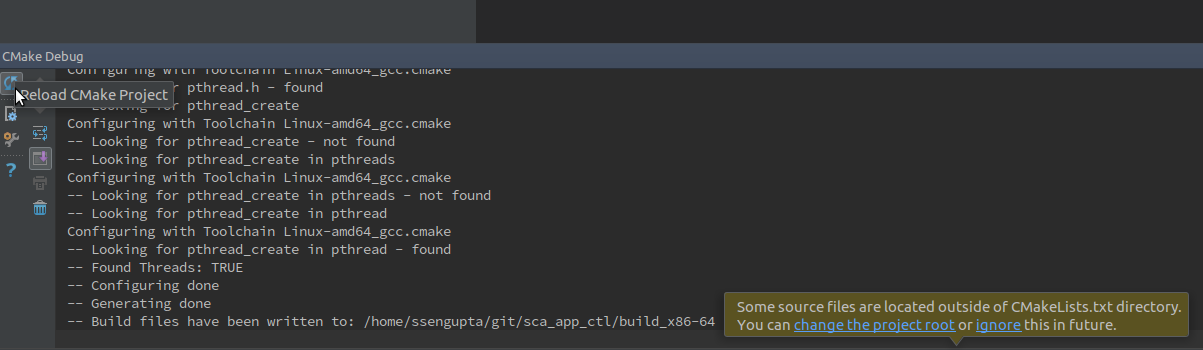 CMake Debug
Configuring with Toolchain Linux-amd64_gcc.cmake
Reload CMake Project
r pthread.h - found
pthread_create
Configuring with Toolchain Linux-amd64_gcc.cmake
-- Looking for pthread_create - not found
-- Looking for pthread_create in pthreads
Configuring with Toolchain Linux-amd64_gcc.cmake
-- Looking for pthread_create in pthreads - not found
-- Looking for pthread_create in pthread
Configuring with Toolchain Linux-amd64_gcc.cmake
-- Looking for pthread_create in pthread - found
-- Found Threads: TRUE
-- Configuring done
-- Generating done
-- Build files have been written to: /home/ssengupta/git/sca_app_ctl/build_x86-64
Some source files are located outside of CMakeLists.txt directory.
You can change the project root or ignore this in future.